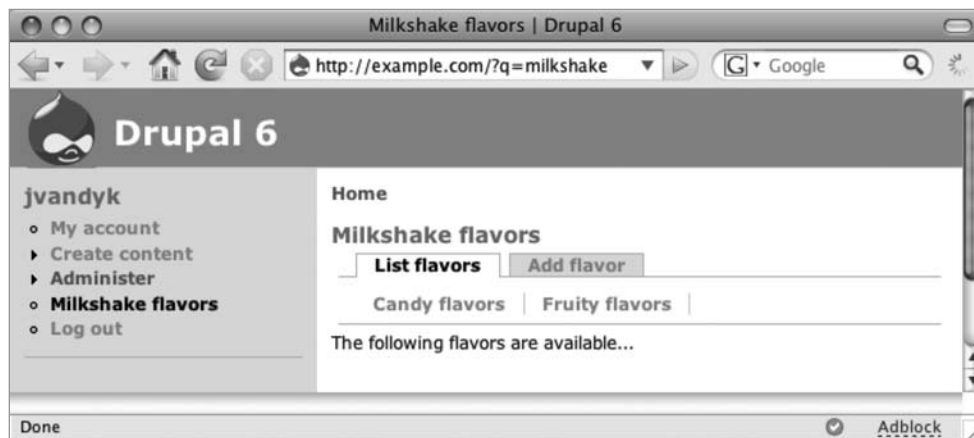 Milkshake flavors | Drupal 6
http://example.com/?q=milkshake
G Google
Drupal 6
jvandyk
My account
Create content
Administer
Milkshake flavors
Log out
Home
Milkshake flavors
List flavors Add flavor
Candy flavors Fruity flavors
The following flavors are available...
Done Adblock